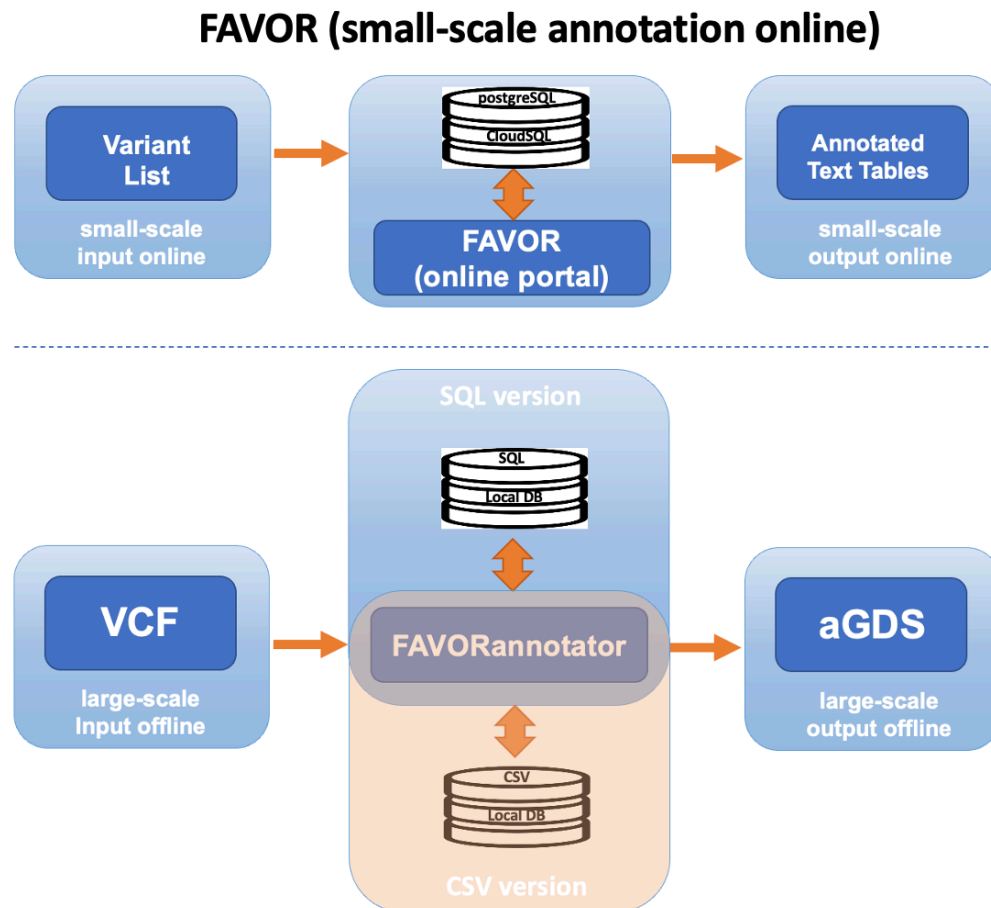 FAVOR (small-scale annotation online)
postgreSQL
CloudSQL
Variant
List
small-scale
input online
FAVOR
(online portal)
Annotated
Text Tables
small-scale
output online
SQL version
SQL
Local DB
VCF
large-scale
Input offline
FAVORannotator
aGDS
large-scale
output offline
CSV
Local DB
CSV version